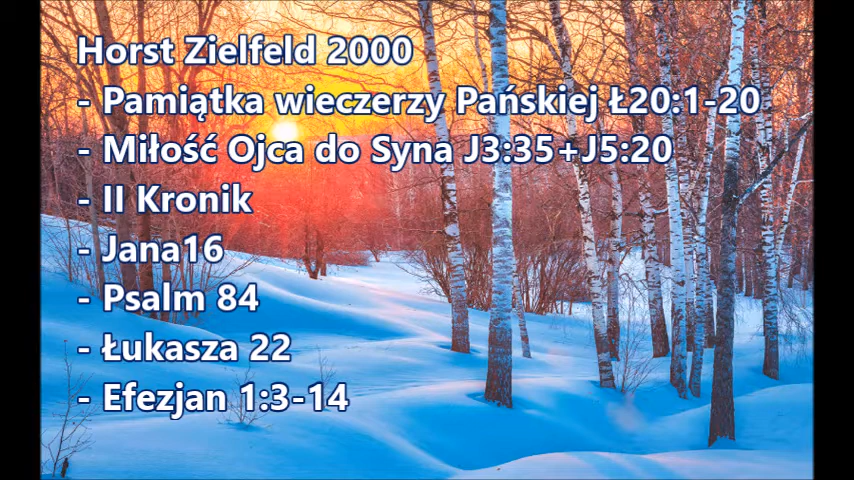 Horst Zielfeld 2000
- Pamiątka wieczerzy Pańskiej Ł20:1-20
- Miłość Ojca do Syna J3:35+J5:20
- II Kronik
- Jana16
- Psalm 84
- Łukasza 22
- Efezjan 1:3-14